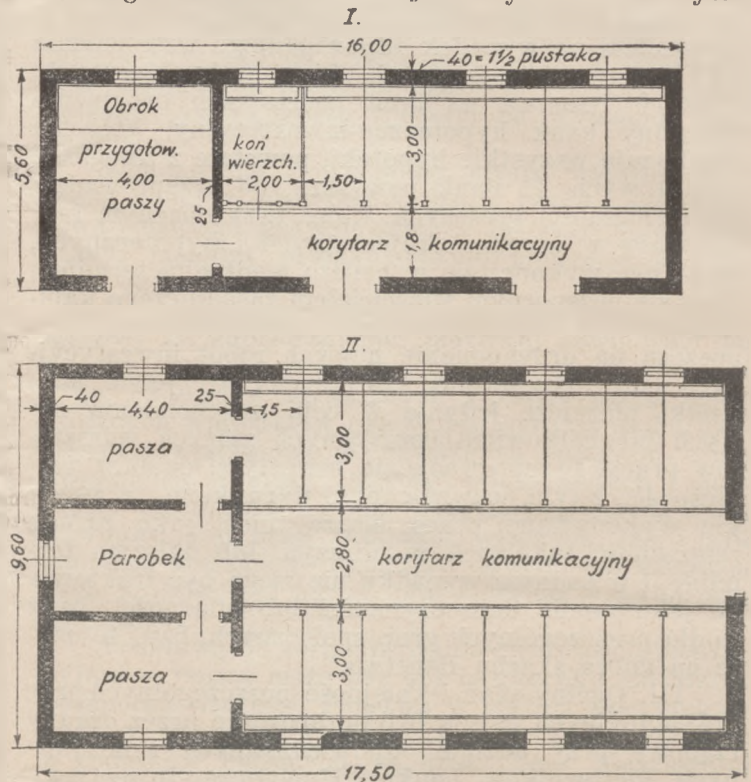 I.
16,00
40 = 1½ pustaka
Obrok
przygotow.
4,00
paszy
5,60
25
koń
wierzch.
2,00
1,50
3,00
1,8
korytarz komunikacyjny
II.
40
4,40
25
1,5
pasza
3,00
9,60
Parobek
2,80
korytarz komunikacyjny
pasza
3,00
17,50